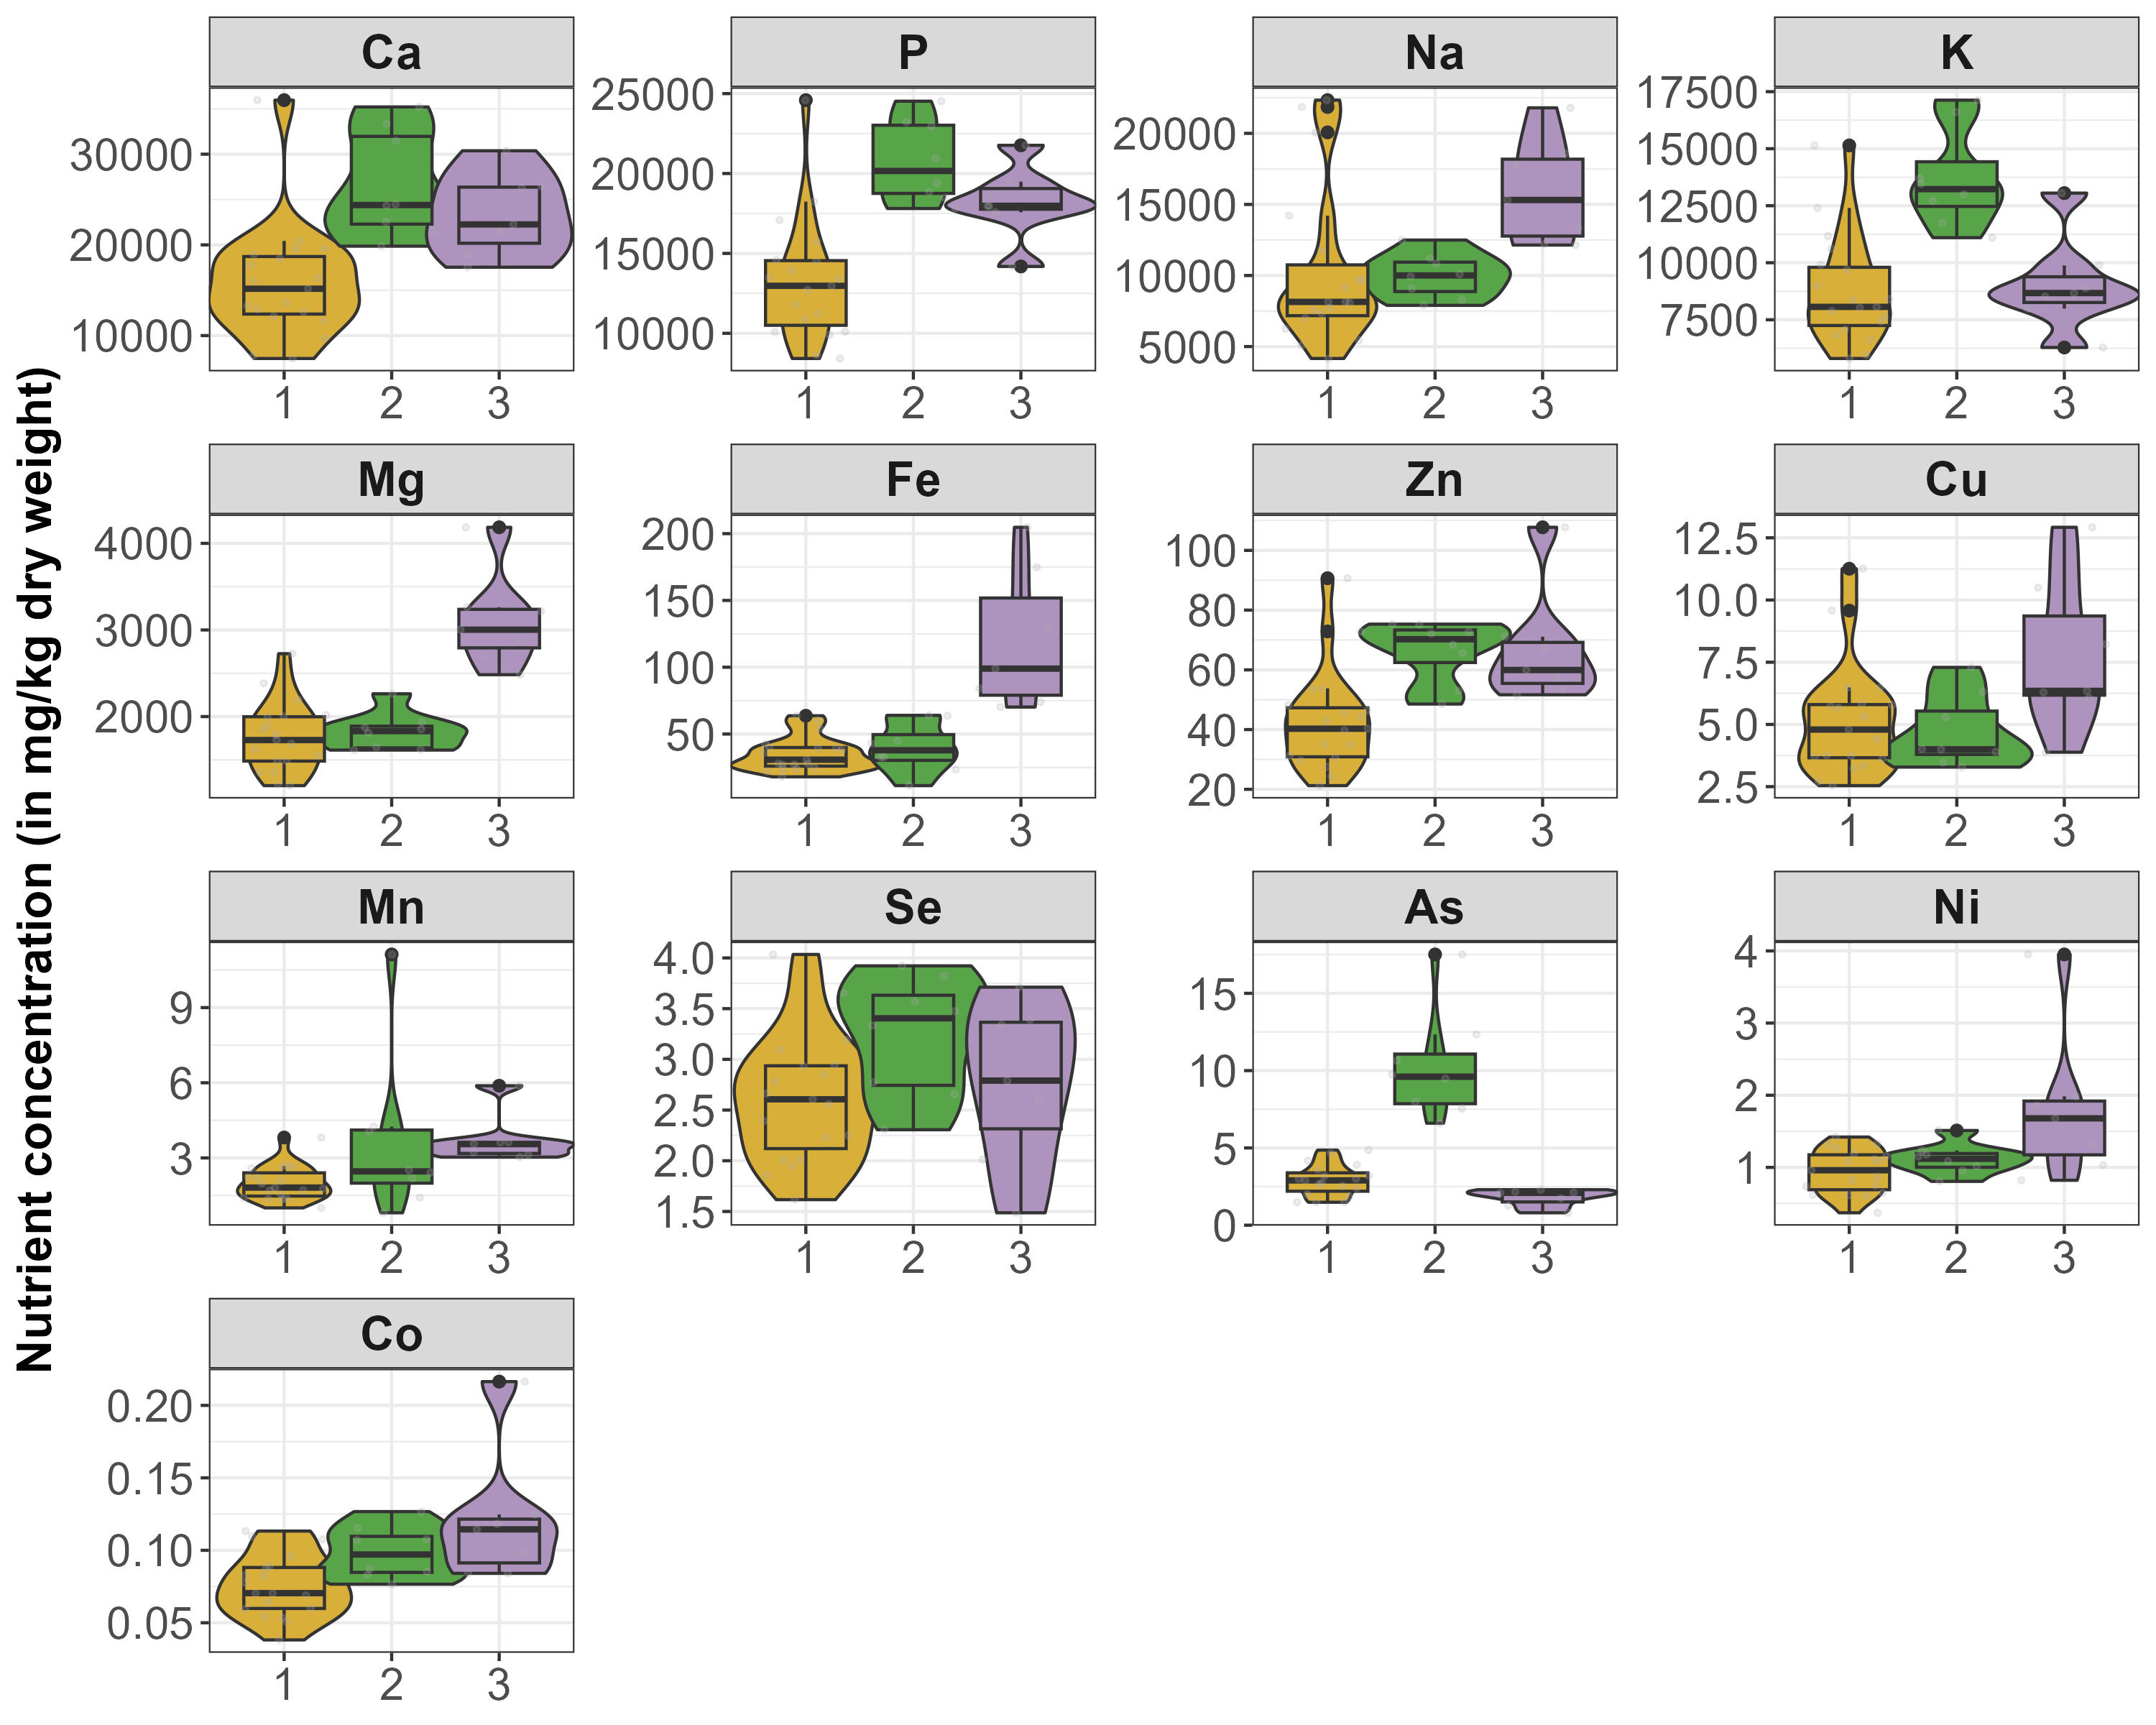 Nutrient concentration (in mg/kg dry weight)
Ca
30000
20000
10000
1 2 3
P
25000
20000
15000
10000
1 2 3
Na
20000
15000
10000
5000
1 2 3
K
17500
15000
12500
10000
7500
1 2 3
Mg
4000
3000
2000
1 2 3
Fe
200
150
100
50
1 2 3
Zn
100
80
60
40
20
1 2 3
Cu
12.5
10.0
7.5
5.0
2.5
1 2 3
Mn
9
6
3
1 2 3
Se
4.0
3.5
3.0
2.5
2.0
1.5
1 2 3
As
15
10
5
0
1 2 3
Ni
4
3
2
1
1 2 3
Co
0.20
0.15
0.10
0.05
1 2 3